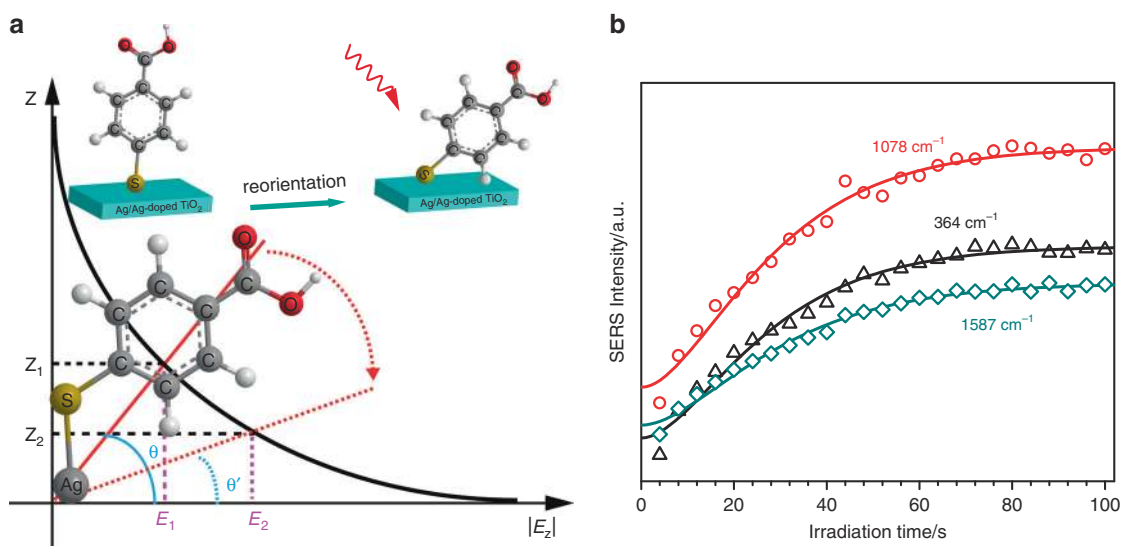 a
Z
O
O
C
C
C
C
C
C
C
S
Ag/Ag-doped TiO₂
reorientation
O
O
C
C
C
C
C
C
C
S
Ag/Ag-doped TiO₂
O
O
C
C
C
C
C
C
C
S
Ag
Z₁
Z₂
θ
θ′
E₁
E₂
|E_z|
b
SERS Intensity/a.u.
1078 cm⁻¹
364 cm⁻¹
1587 cm⁻¹
0 20 40 60 80 100
Irradiation time/s